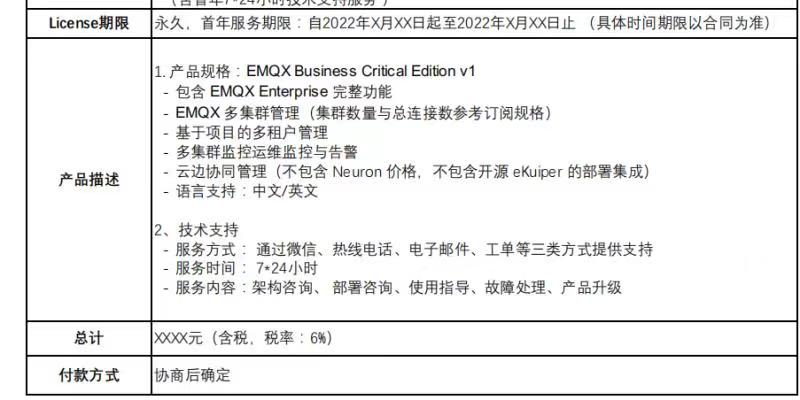 （含首年7*24小时技术支持服务）
License期限
永久，首年服务期限：自2022年X月XX日起至2022年X月XX日止 （具体时间期限以合同为准）
产品描述
1. 产品规格：EMQX Business Critical Edition v1
- 包含 EMQX Enterprise 完整功能
- EMQX 多集群管理（集群数量与总连接数参考订阅规格）
- 基于项目的多租户管理
- 多集群监控运维监控与告警
- 云边协同管理（不包含 Neuron 价格，不包含开源 eKuiper 的部署集成）
- 语言支持：中文/英文
2、技术支持
- 服务方式： 通过微信、热线电话、电子邮件、工单等三类方式提供支持
- 服务时间： 7*24小时
- 服务内容：架构咨询、 部署咨询、使用指导、故障处理、产品升级
总计
XXXX元（含税，税率：6%）
付款方式
协商后确定